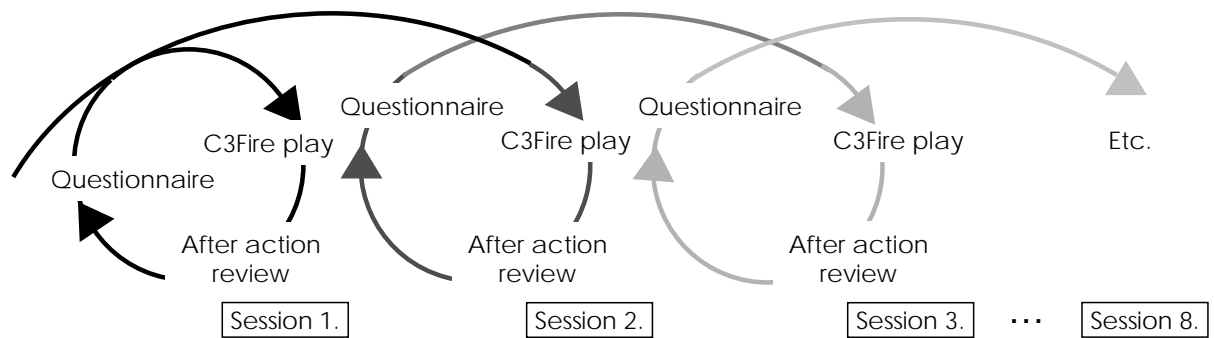 Questionnaire
C3Fire play
After action
review
Session 1.
Questionnaire
C3Fire play
After action
review
Session 2.
Questionnaire
C3Fire play
After action
review
Session 3.
...
Etc.
Session 8.